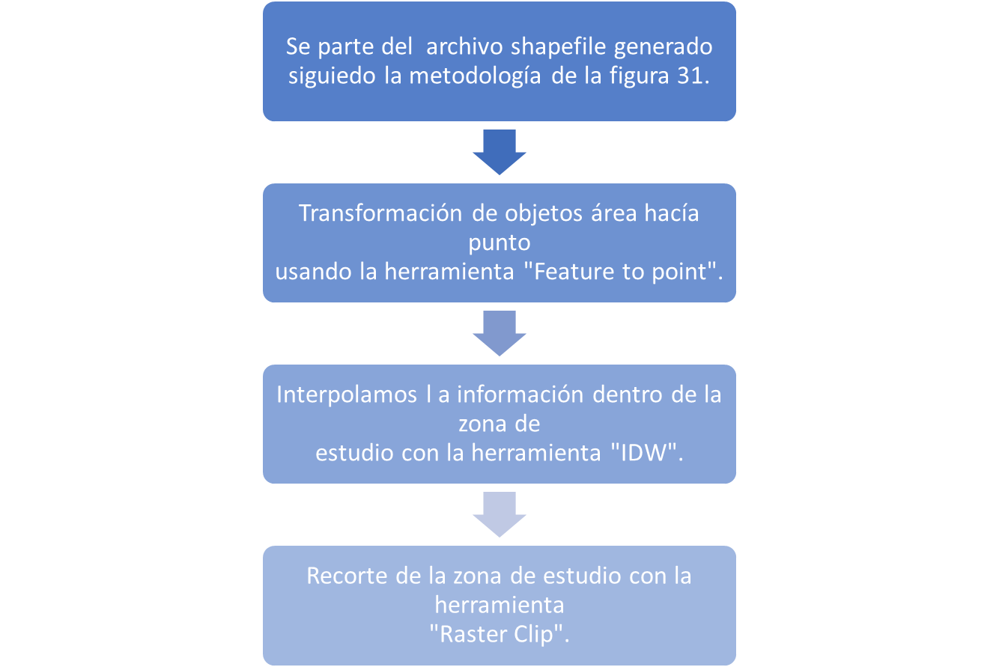 Se parte del archivo shapefile generado
siguiedo la metodología de la figura 31.
Transformación de objetos área hacía
punto
usando la herramienta "Feature to point".
Interpolamos l a información dentro de la
zona de
estudio con la herramienta "IDW".
Recorte de la zona de estudio con la
herramienta
"Raster Clip".